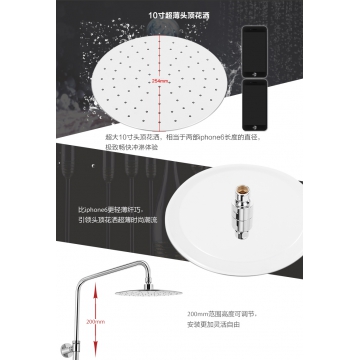 10寸超薄头顶花洒
254mm
超大10寸头顶花洒，相当于两部iphone6长度的直径，
极致畅快冲淋体验
比iphone6更轻薄纤巧，
引领头顶花洒超薄时尚潮流
200mm
200mm范围高度可调节，
安装更加灵活自由